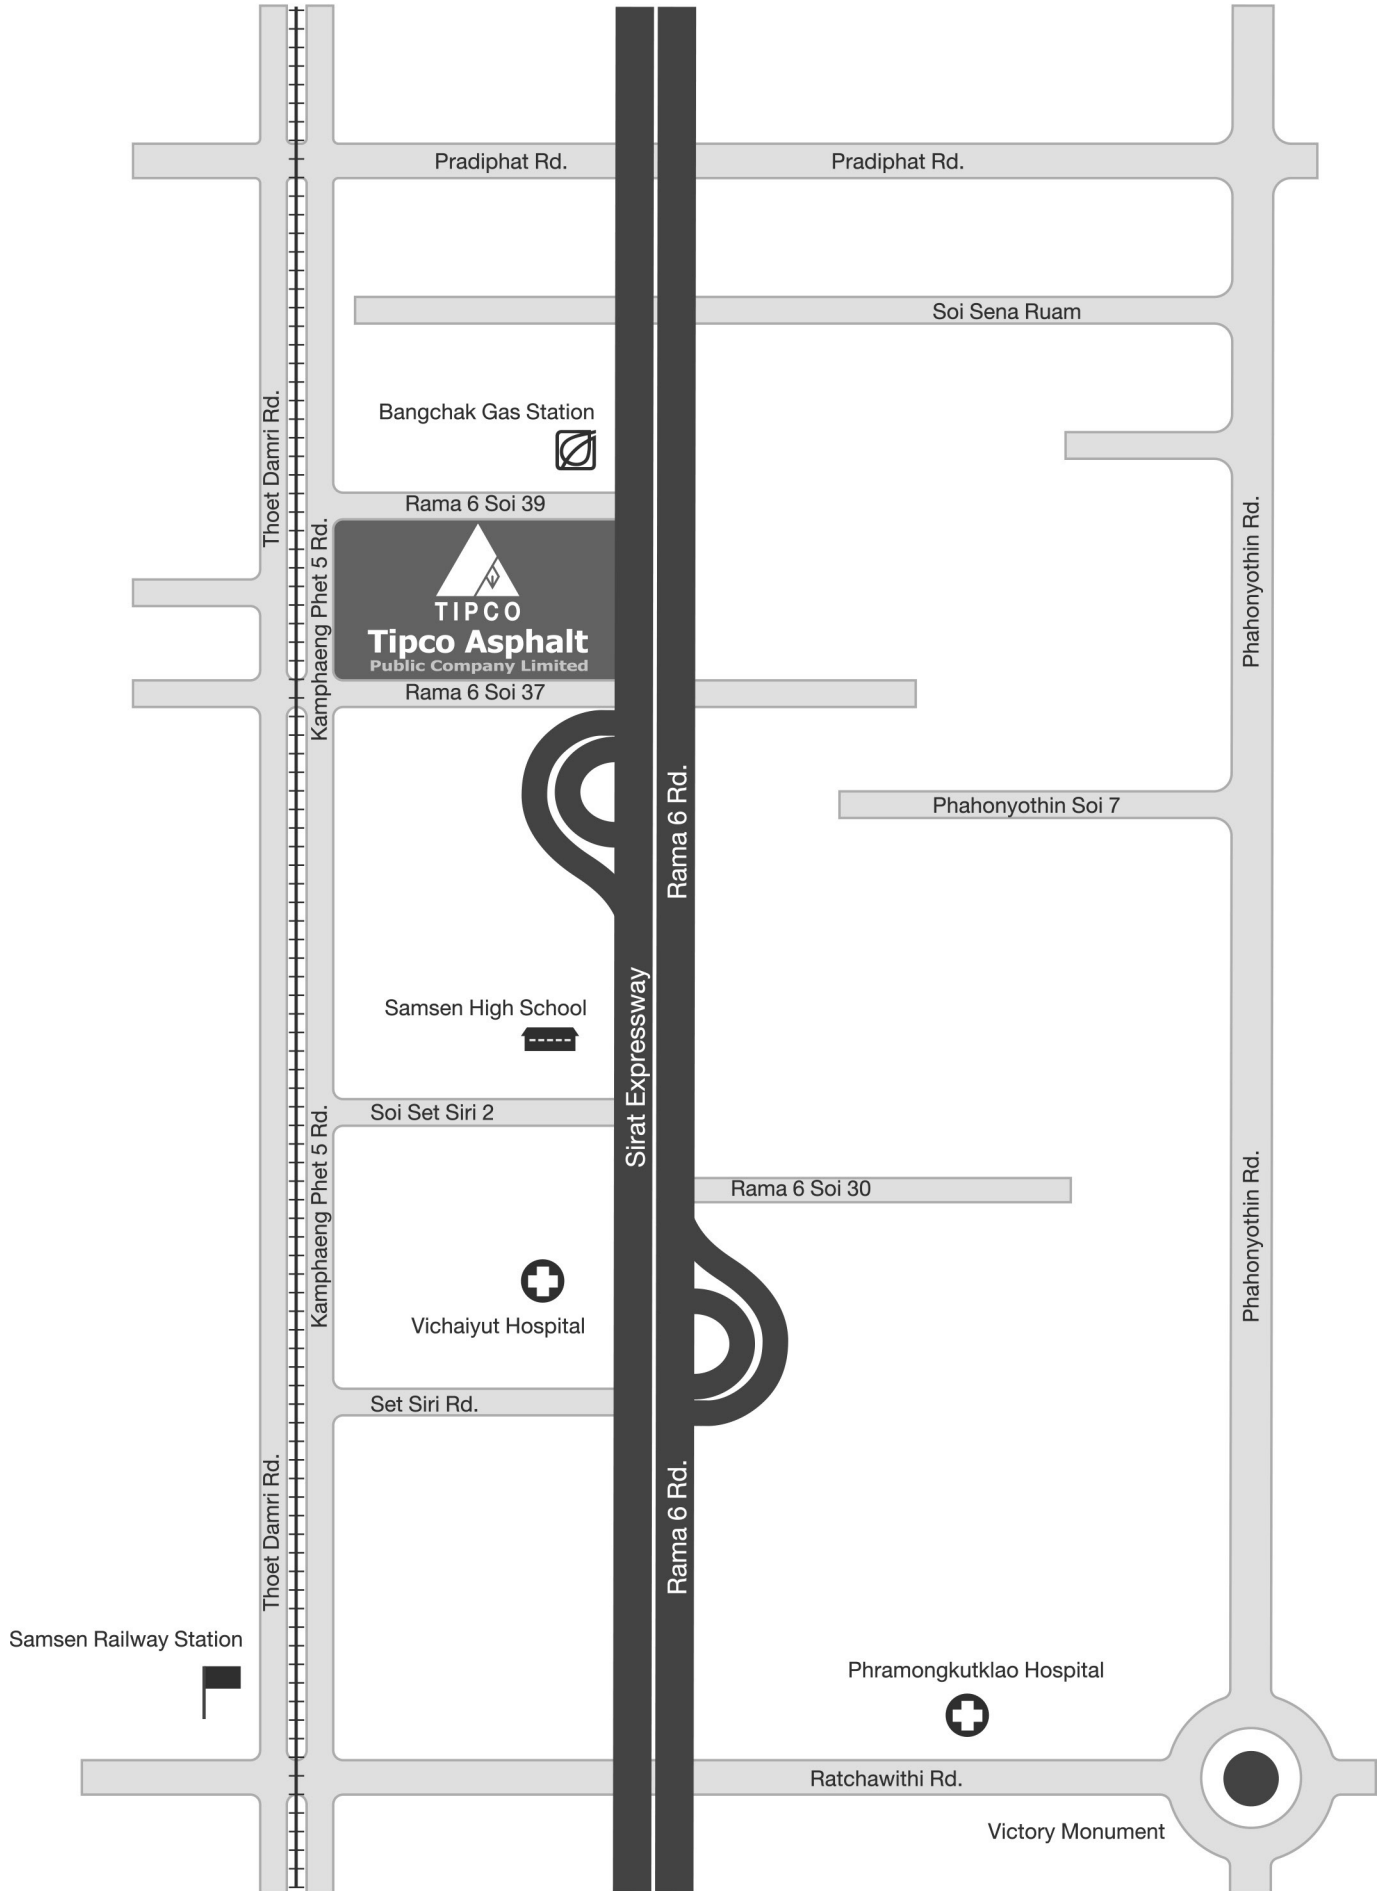 Pradiphat Rd.
Pradiphat Rd.
Soi Sena Ruam
Thoet Damri Rd.
Bangchak Gas Station
Rama 6 Soi 39
Kamphaeng Phet 5 Rd.
TIPCO
Tipco Asphalt
Public Company Limited
Phahonyothin Rd.
Rama 6 Soi 37
Rama 6 Rd.
Phahonyothin Soi 7
Samsen High School
Sirat Expressway
Soi Set Siri 2
Kamphaeng Phet 5 Rd.
Rama 6 Soi 30
Phahonyothin Rd.
Vichaiyut Hospital
Set Siri Rd.
Thoet Damri Rd.
Rama 6 Rd.
Samsen Railway Station
Phramongkutklao Hospital
Ratchawithi Rd.
Victory Monument